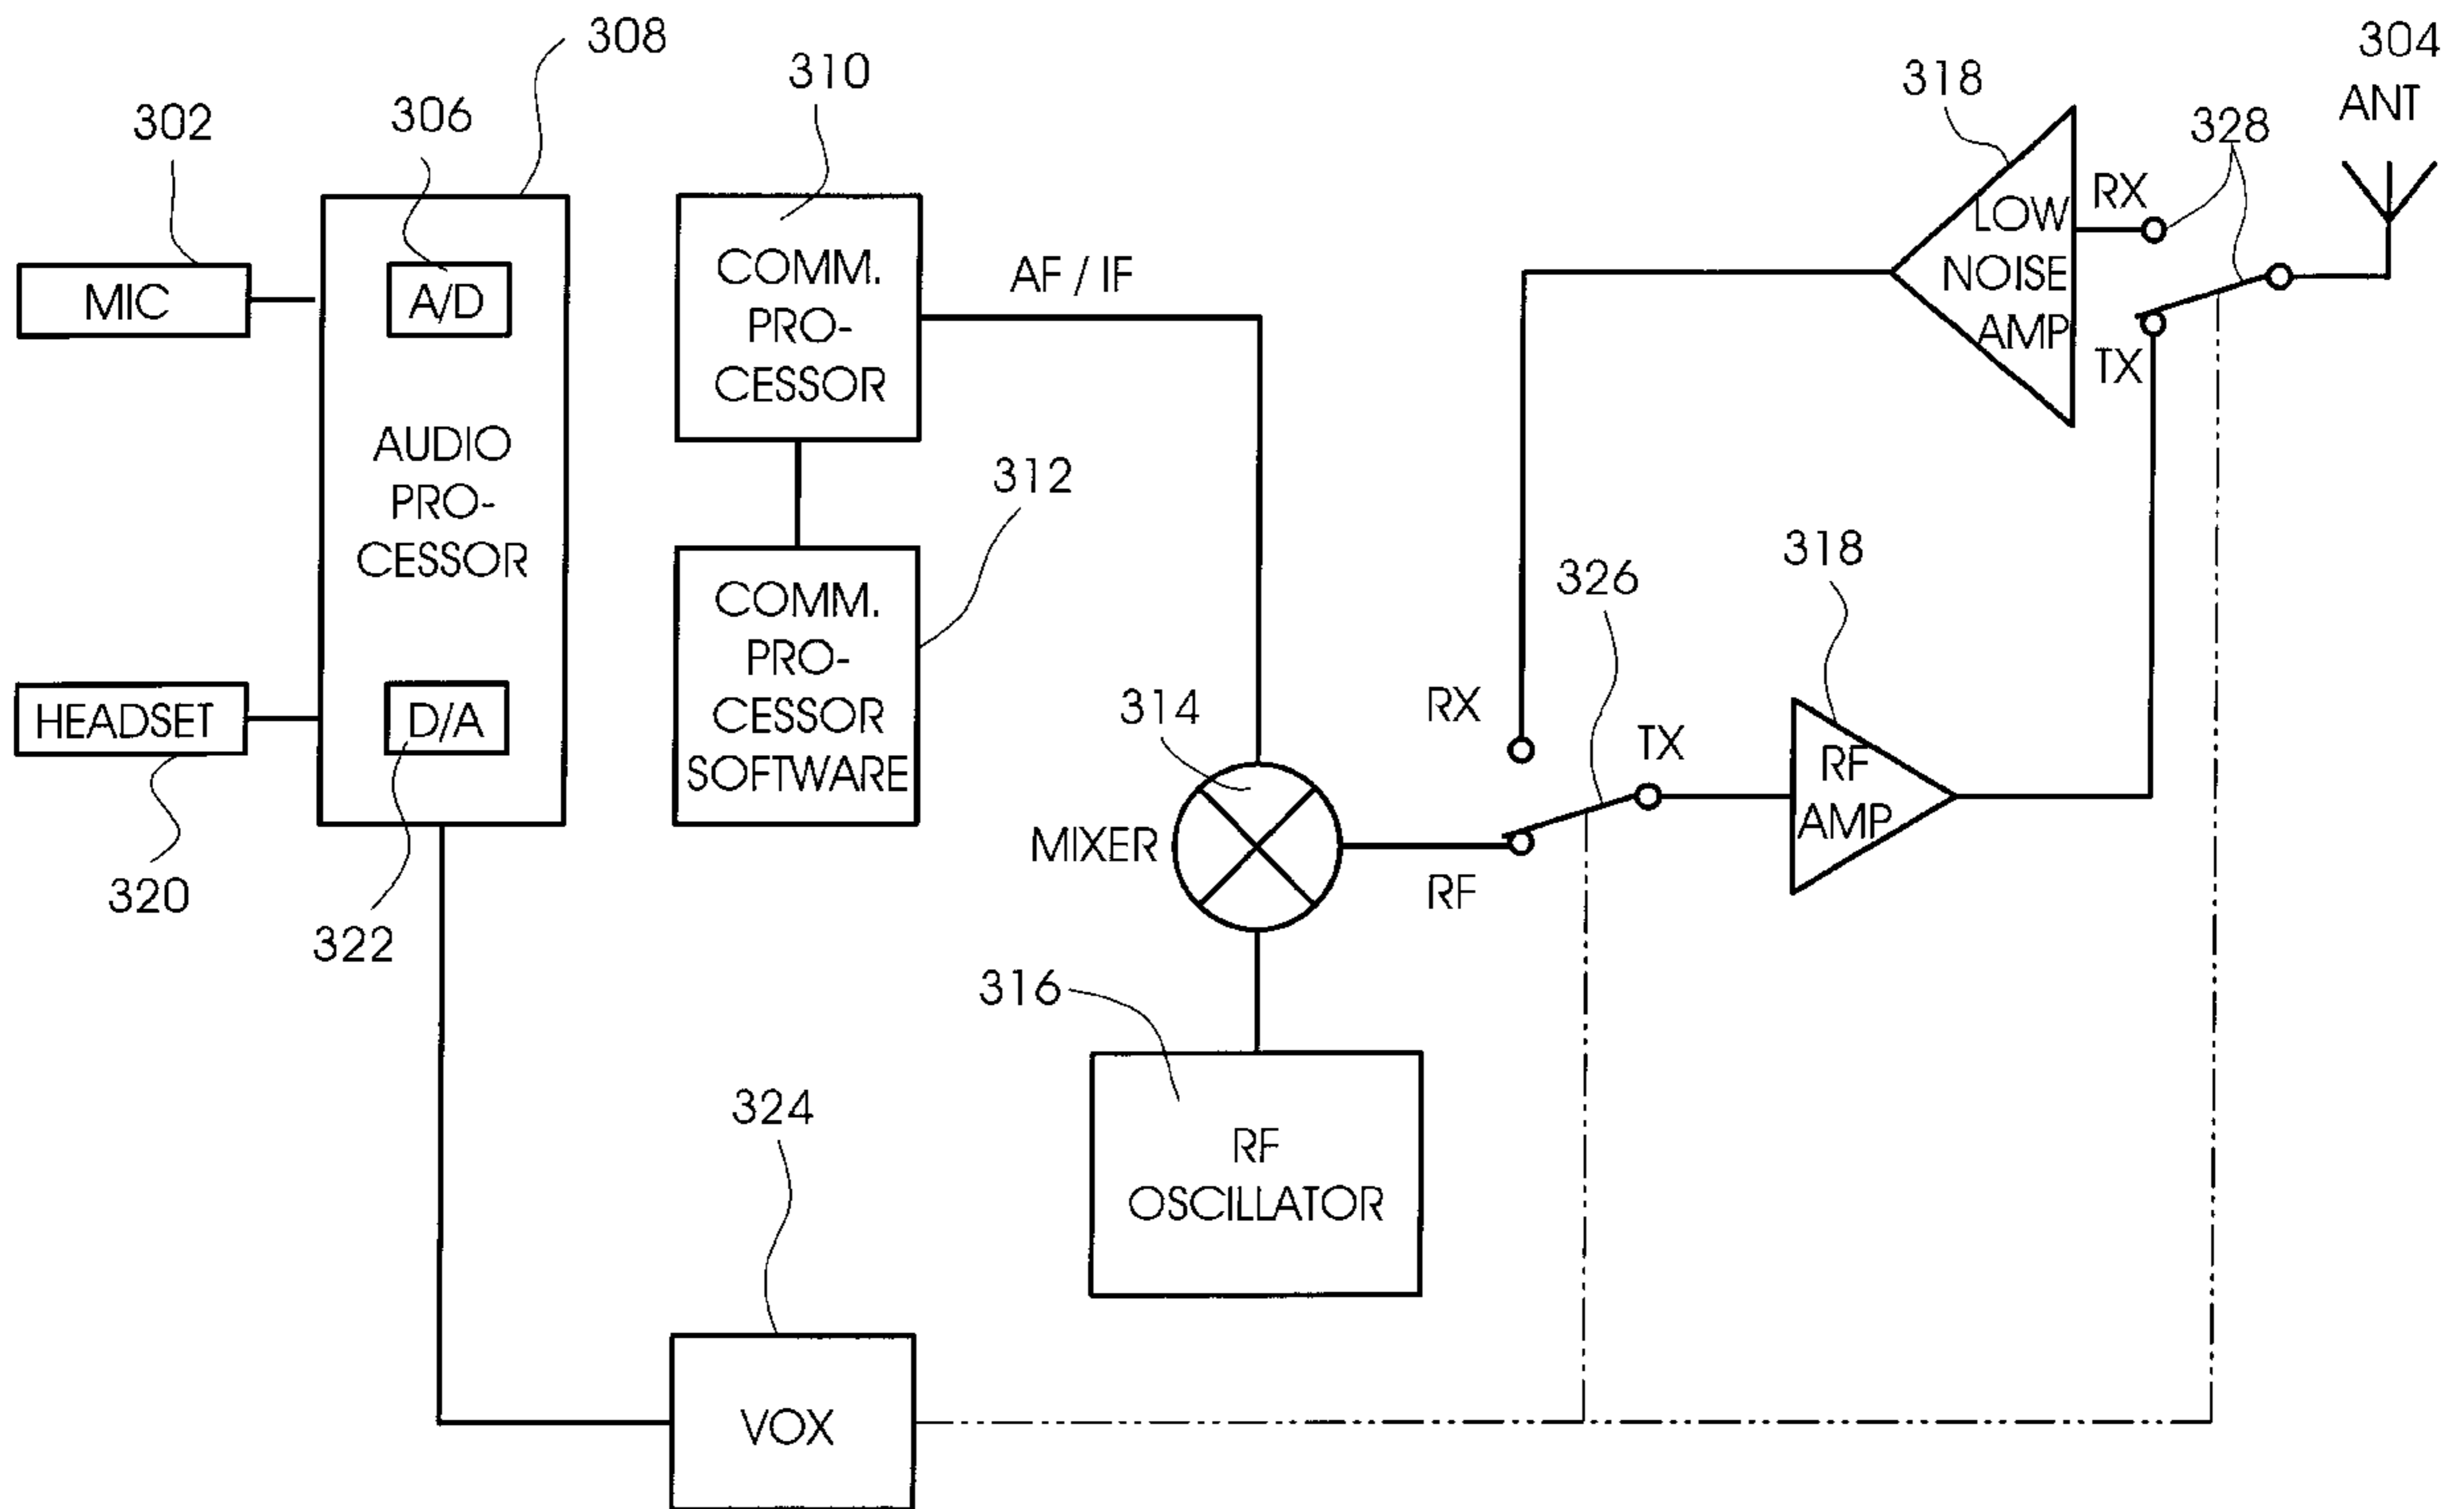 308
310
304
ANT
302
306
318
328
RX
MIC
A/D
COMM.
PRO-
CESSOR
AF / IF
LOW
NOISE
AMP
TX
AUDIO
PRO-
CESSOR
312
COMM.
PRO-
CESSOR
SOFTWARE
326
318
HEADSET
D/A
314
RX
TX
RF
AMP
MIXER
RF
320
322
316
324
RF
OSCILLATOR
VOX